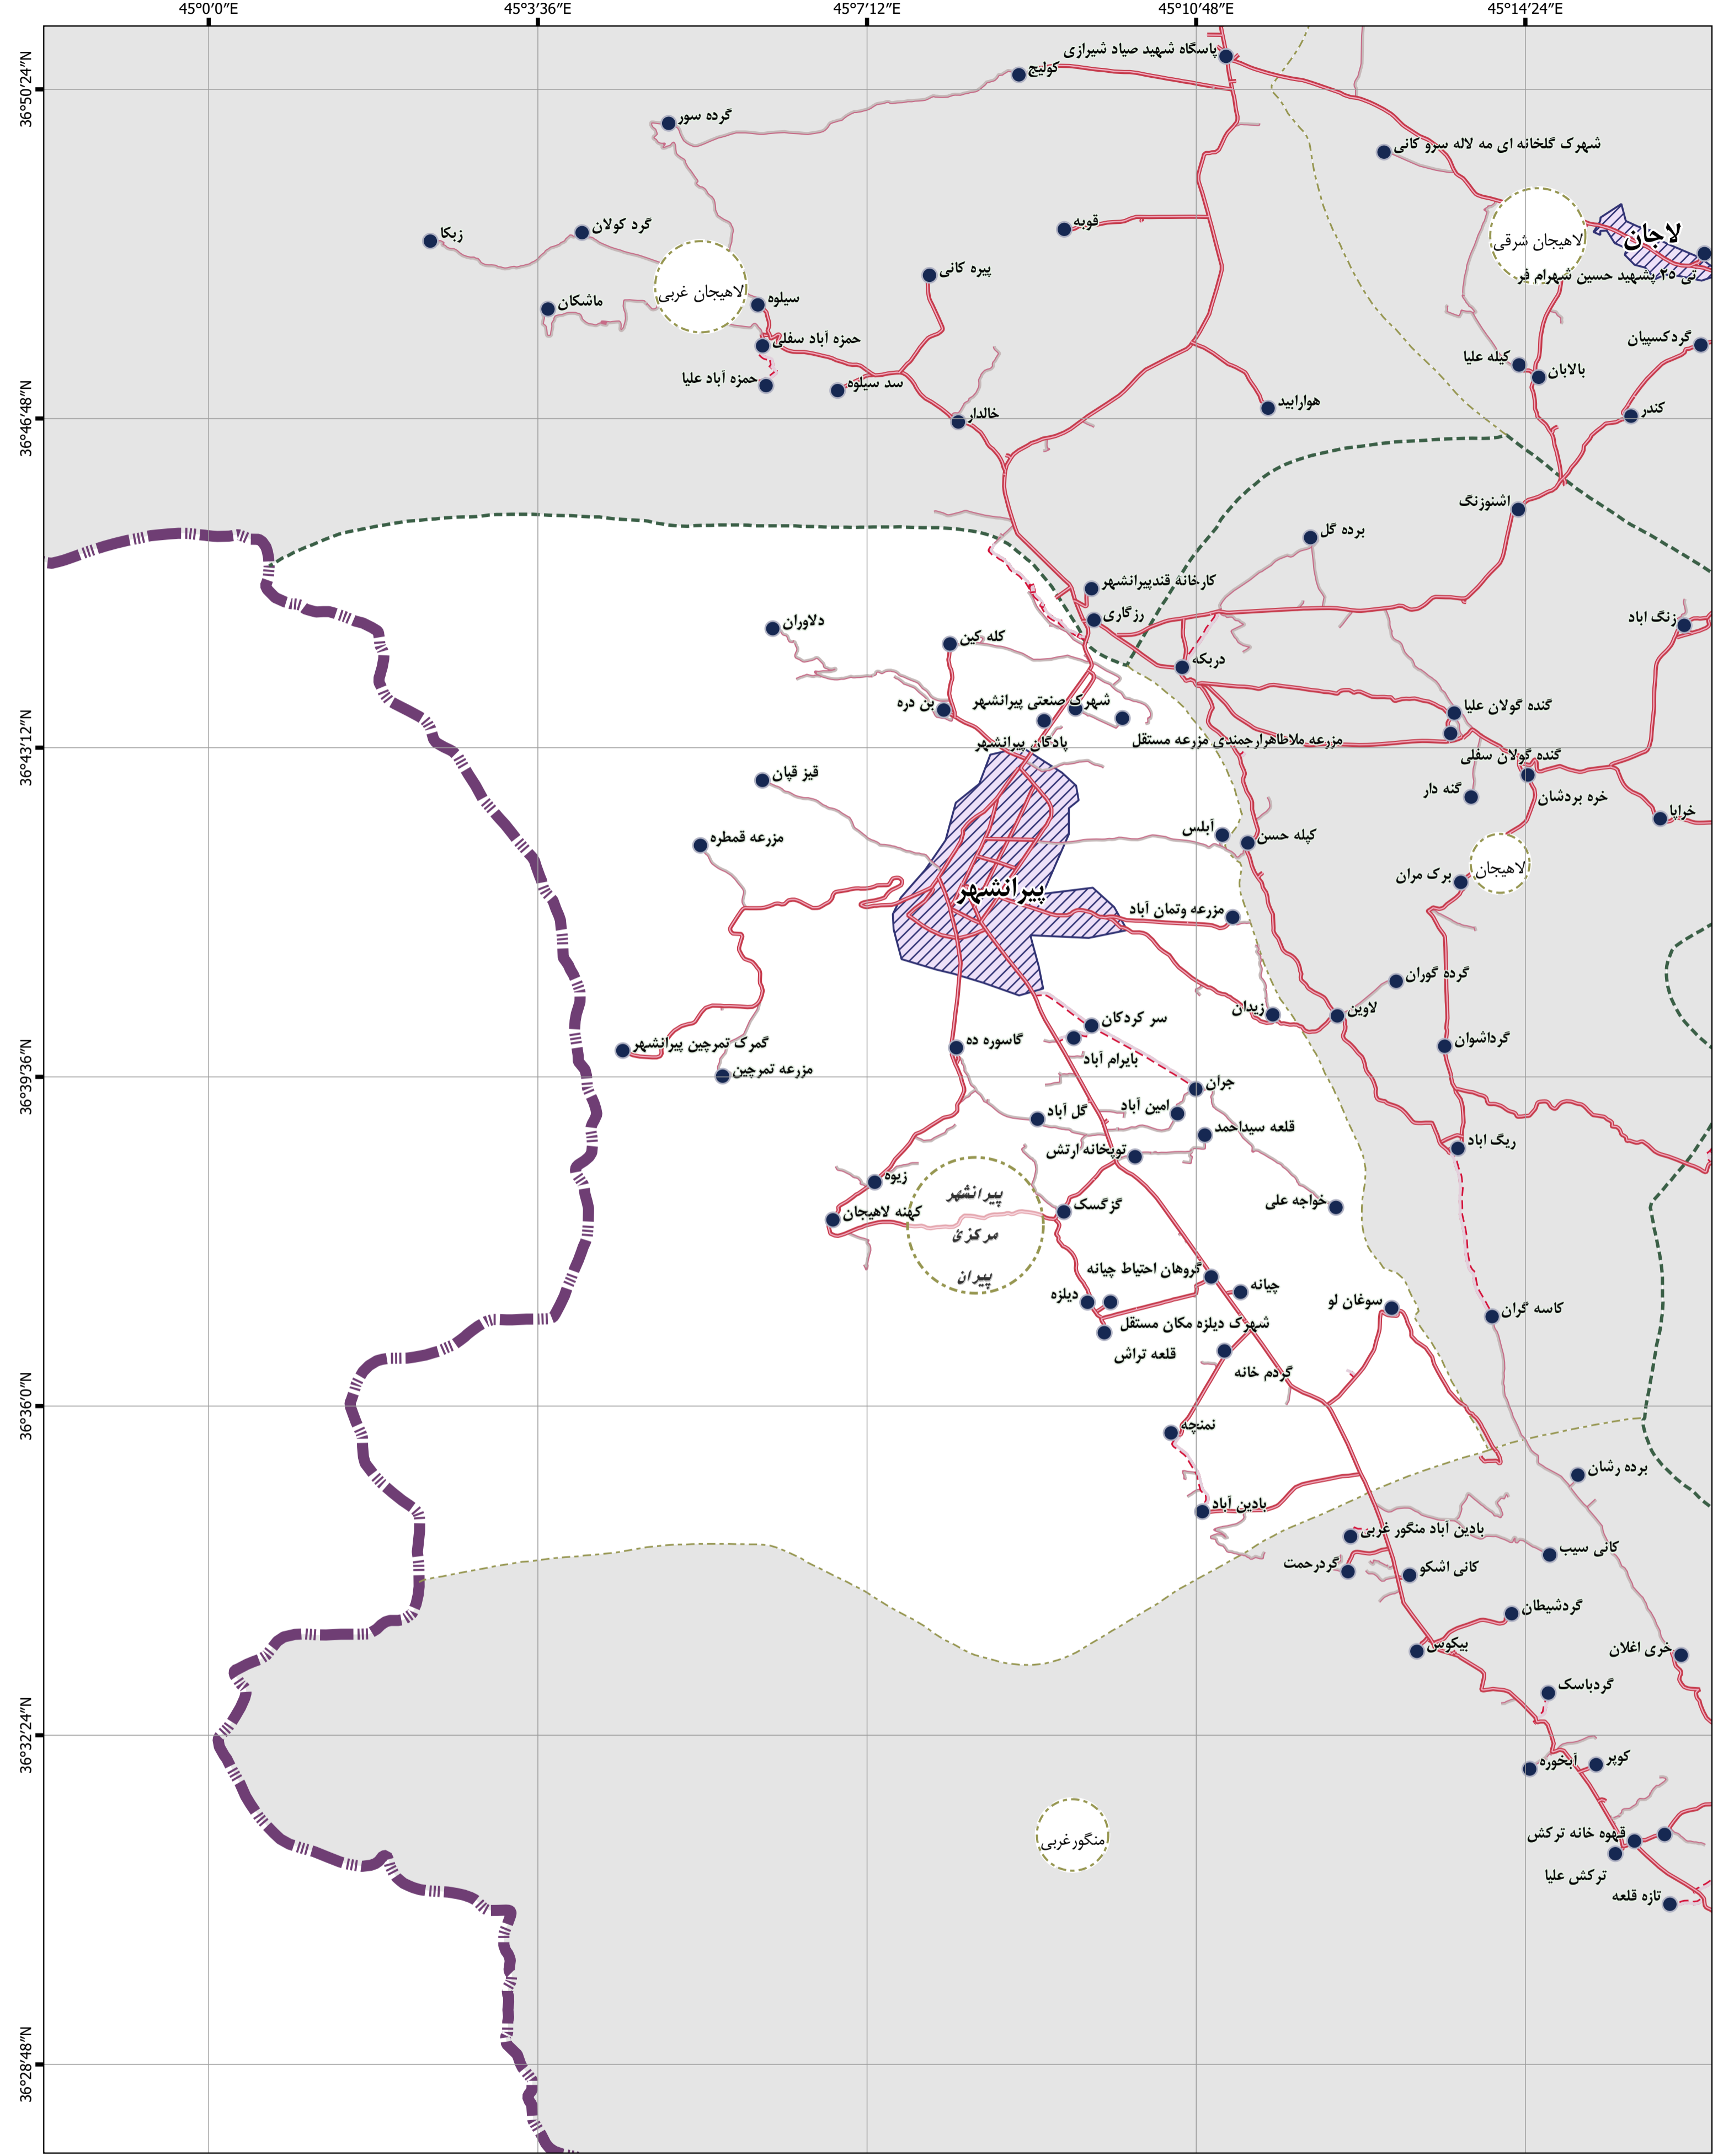 45°0′0″E
45°3′36″E
45°7′12″E
45°10′48″E
45°14′24″E
36°50′24″N
36°46′48″N
36°43′12″N
36°39′36″N
36°36′0″N
36°32′24″N
36°28′48″N
پاسگاه شهید صیاد شیرازی
کولیج
گرده سور
شهرک گلخانه ای مه لاله سرو کانی
قوبه
گرد کولان
زیکا
لاجان
لاهیجان شرقی
پیره کانی
تی ۲۵ پشهید حسین شهرام فر
لاهیجان غربی
سیلوه
ماشکان
حمزه آباد سفلی
گردکسپیان
کیله علیا
بالابان
حمزه آباد علیا
سد سیلوه
هوارابید
کندر
خالدار
اشنوزنگ
برده گل
کارخانه قندپیرانشهر
رزگاری
زنگ اباد
دلاوران
کله کین
دربکه
شهرک صنعتی پیرانشهر
بن دره
گنده گولان علیا
مزرعه ملاطاهرارجمندی مزرعه مستقل
پادگان پیرانشهر
گنده گولان سفلی
قیز قپان
گنه دار
خره بردشان
خراپا
آبلس
کپله حسن
مزرعه قمطره
لاهیجان
برک مران
پیرانشهر
مزرعه وتمان آباد
گرده گوران
زیدان
لاوین
سر کردکان
گرداشوان
گاسوره ده
گمرک تمرچین پیرانشهر
بایرام آباد
مزرعه تمرچین
جران
امین آباد
گل آباد
قلعه سیداحمد
ریگ اباد
توپخانه ارتش
زیوه
پیرانشهر
خواجه علی
گزگسک
کهنه لاهیجان
مرکزی
پیران
گروهان احتیاط چیانه
چیانه
دیلزه
سوغان لو
کاسه گران
شهرک دیلزه مکان مستقل
قلعه تراش
گردم خانه
نمنچه
برده رشان
بادین آباد
بادین آباد منگور غربی
کانی سیب
گردرحمت
کانی اشکو
گردشیطان
بیکوس
خری اغلان
گردباسک
آبخوره
کوپر
قهوه خانه ترکش
منگورغربی
ترکش علیا
تازه قلعه